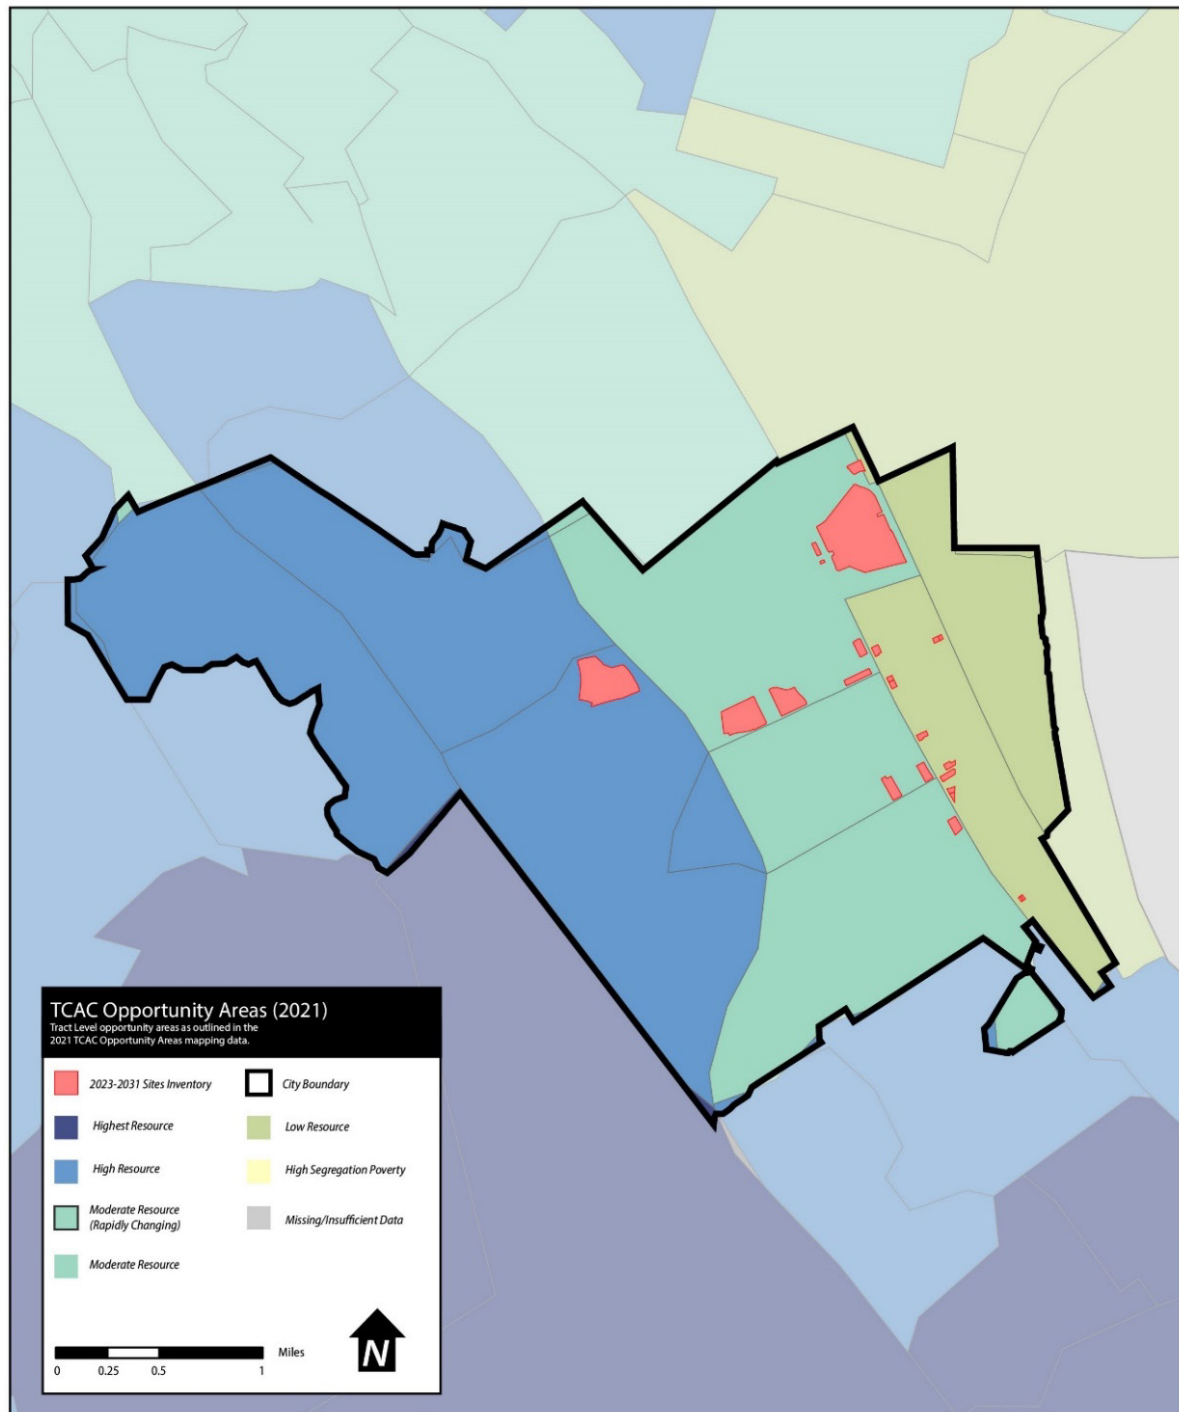 TCAC Opportunity Areas (2021)
Tract Level opportunity areas as outlined in the
2021 TCAC Opportunity Areas mapping data.
2023-2031 Sites Inventory
City Boundary
Highest Resource
Low Resource
High Resource
High Segregation Poverty
Moderate Resource
(Rapidly Changing)
Missing/Insufficient Data
Moderate Resource
N
Miles
0 0.25 0.5 1